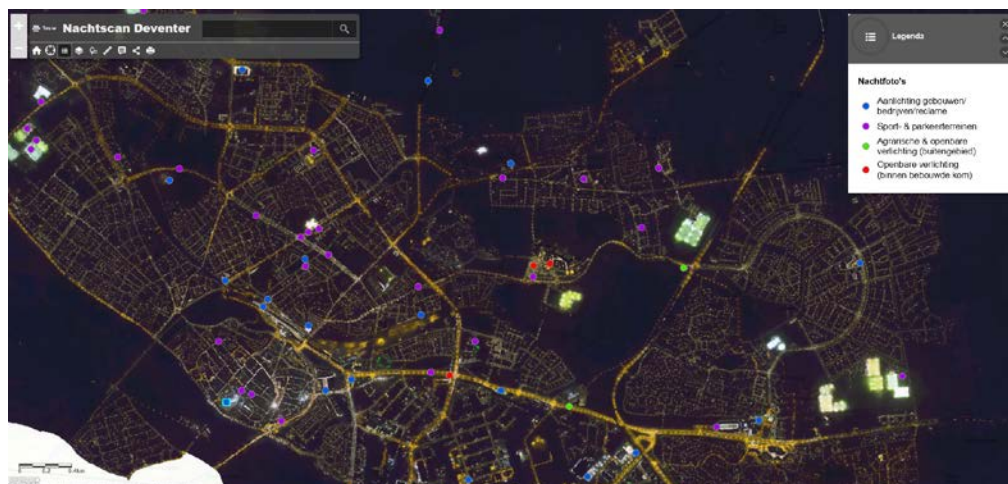 Nachtscan Deventer
Legenda
Nachtfoto's
Aanlichting gebouwen/
bedrijven/reclame
Sport- & parkeerterreinen
Agrarische & openbare
verlichting (buitengebied)
Openbare verlichting
(binnen bebouwde kom)